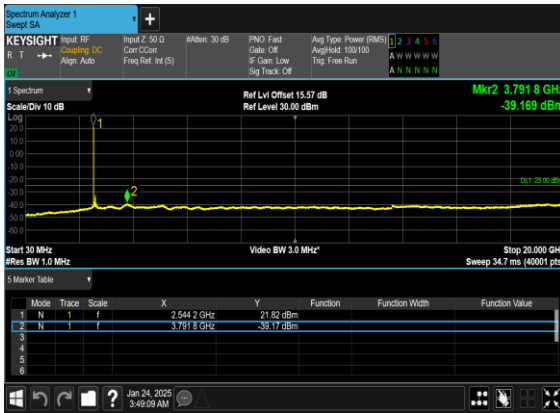 Spectrum Analyzer 1
Swept SA
+
KEYSIGHT Input: RF Input Z: 50 Ω #Atten: 30 dB PNO: Fast Avg Type: Power (RMS) 1 2 3 4 5 6
R T Coupling: DC Corr CCorr Gate: Off Avg|Hold: 100/100 A W W W W W
Align: Auto Freq Ref: Int (S) IF Gain: Low Trig: Free Run
Sig Track: Off A N N N N N
1 Spectrum Ref Lvl Offset 15.57 dB Mkr2 3.791 8 GHz
Scale/Div 10 dB Ref Level 30.00 dBm -39.169 dBm
Log
20.0
10.0
0.00
-10.0
-20.0
-30.0
-40.0
-50.0
-60.0
1
2
DL1 -25.00 dBm
Start 30 MHz Video BW 3.0 MHz* Stop 20.000 GH
#Res BW 1.0 MHz Sweep 34.7 ms (40001 pts
5 Marker Table
Mode Trace Scale X Y Function Function Width Function Value
1 N 1 f 2.544 2 GHz 21.82 dBm
2 N 1 f 3.791 8 GHz -39.17 dBm
3
4
5
6
? Jan 24, 2025
3:49:09 AM